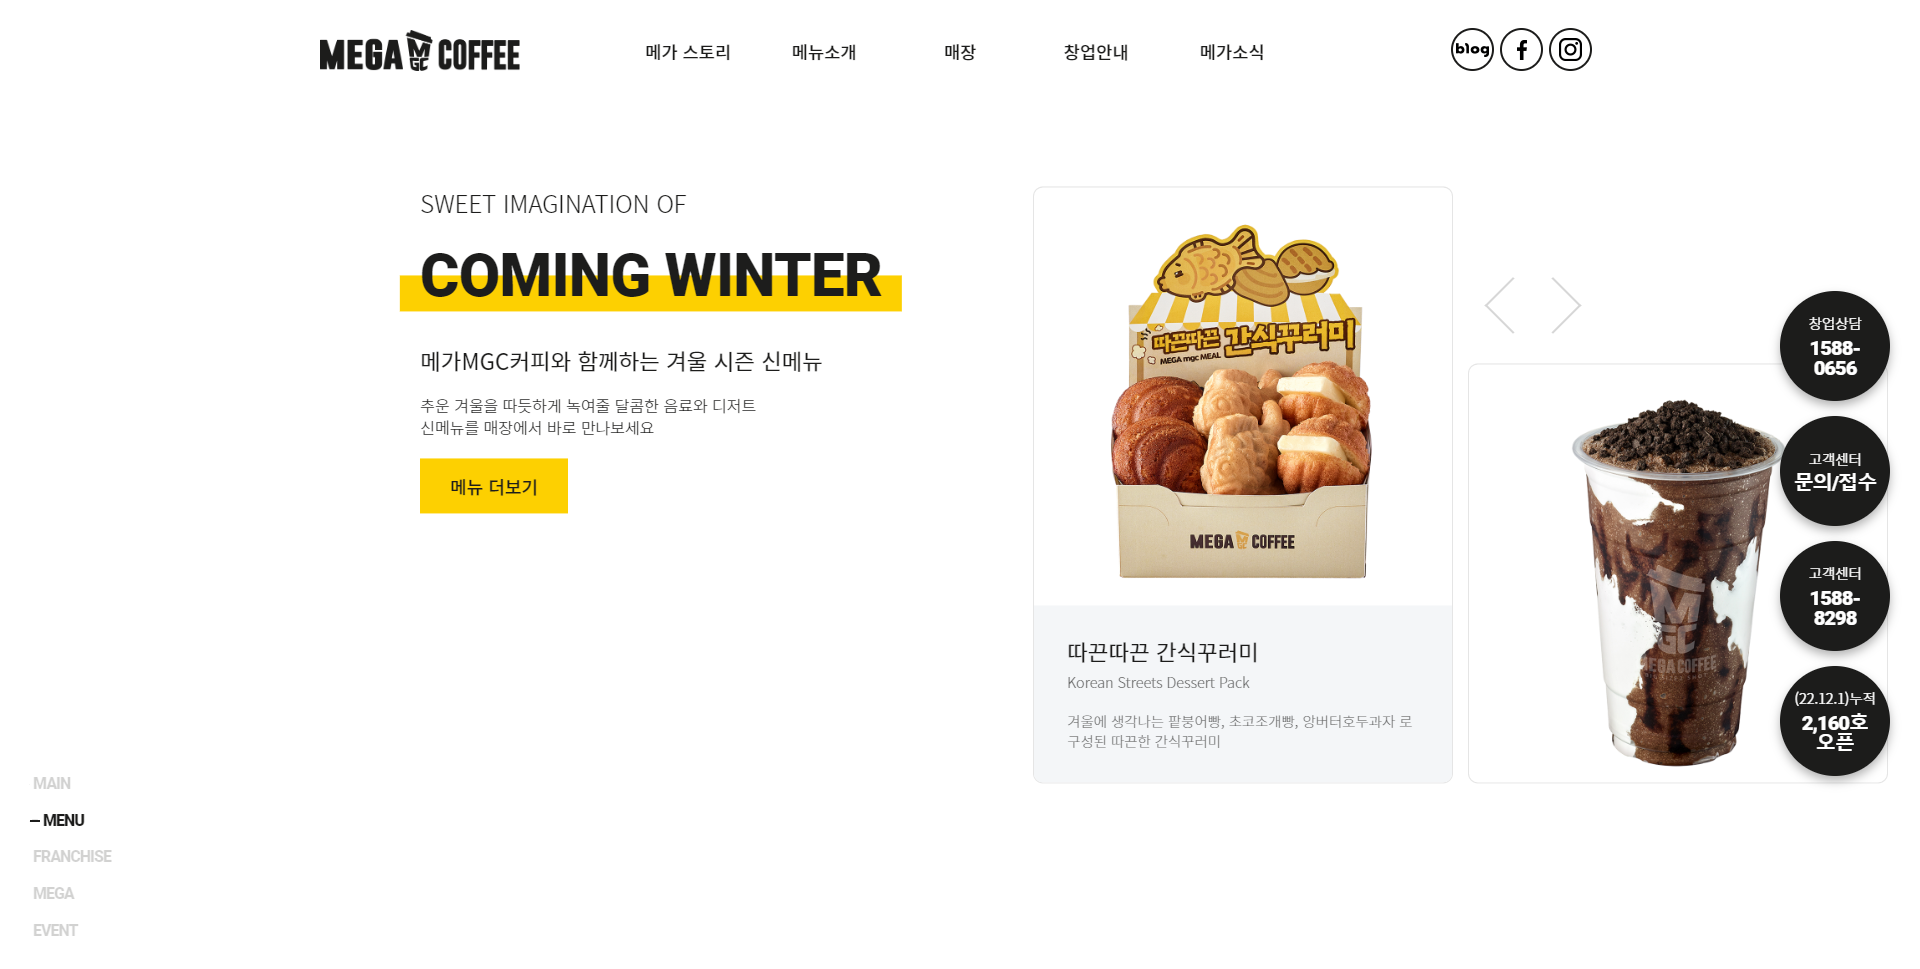 MEGA MGC COFFEE
메가 스토리
메뉴소개
매장
창업안내
메가소식
blog
SWEET IMAGINATION OF
COMING WINTER
메가MGC커피와 함께하는 겨울 시즌 신메뉴
추운 겨울을 따듯하게 녹여줄 달콤한 음료와 디저트
신메뉴를 매장에서 바로 만나보세요
메뉴 더보기
따끈따끈 간식꾸러미
MEGA mgc MEAL
MEGA MGC COFFEE
따끈따끈 간식꾸러미
Korean Streets Dessert Pack
겨울에 생각나는 팥붕어빵, 초코조개빵, 앙버터호두과자 로
구성된 따끈한 간식꾸러미
MGC
MEGA COFFEE
창업상담
1588-
0656
고객센터
문의/접수
고객센터
1588-
8298
(22.12.1)누적
2,160호
오픈
MAIN
MENU
FRANCHISE
MEGA
EVENT